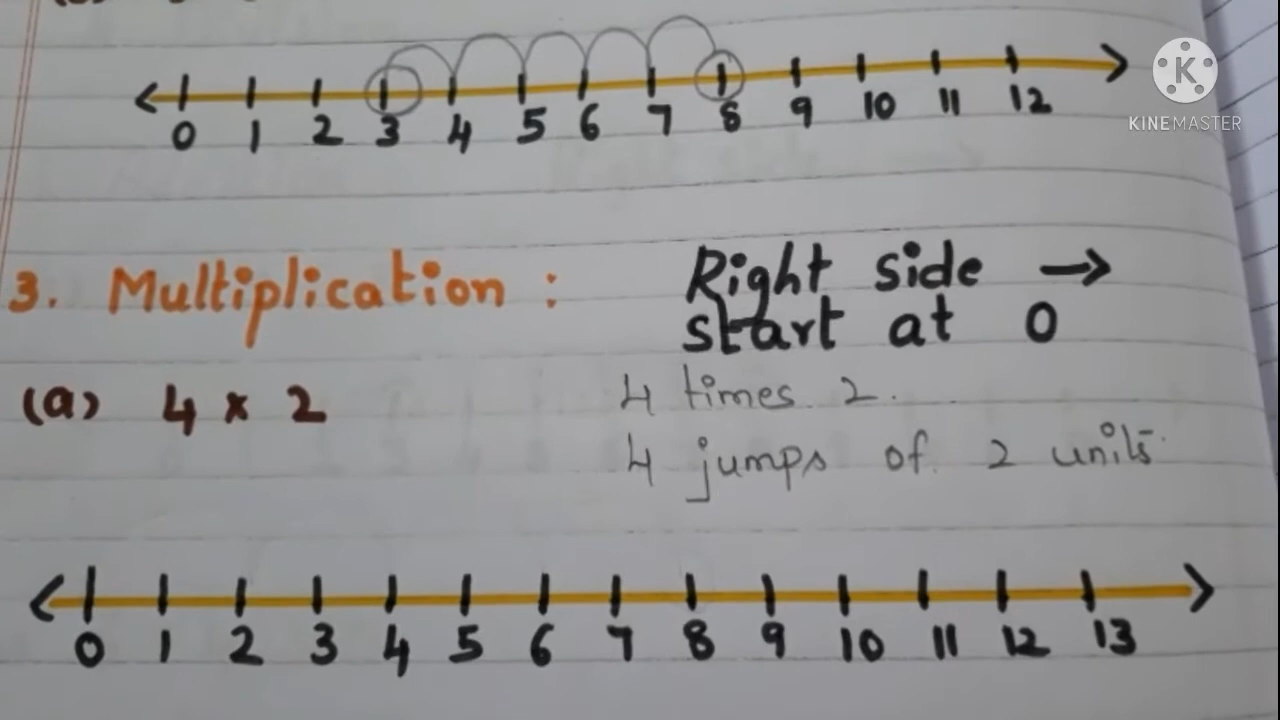 0 1 2 3 4 5 6 7 8 9 10 11 12
K
KINEMASTER
3. Multiplication :
Right side →
start at 0
(a) 4 x 2
4 times 2.
4 jumps of 2 units.
0 1 2 3 4 5 6 7 8 9 10 11 12 13